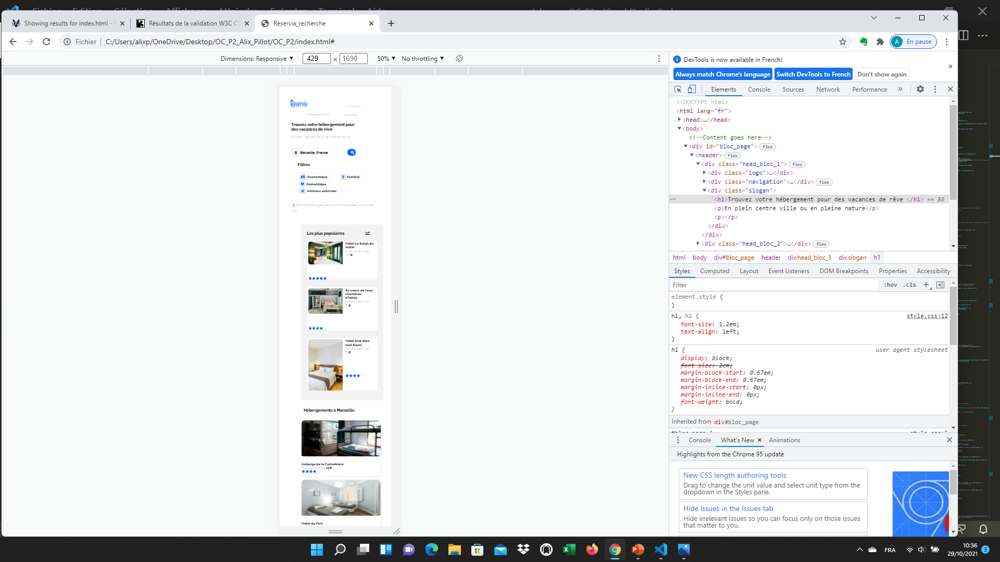 Showing results for index.html -
Résultats de la validation W3C CS
Reservia_recherche
Fichier
C:/Users/alixp/OneDrive/Desktop/OC_P2_Alix_Pillot/OC_P2/index.html#
A
En pause
Dimensions: Responsive
429
×
1690
50%
No throttling
DevTools is now available in French!
Always match Chrome's language
Switch DevTools to French
Don't show again
Elements
Console
Sources
Network
Performance
»
Reservia
S'inscrire
Hébergements
Activités
Trouvez votre hébergement pour
des vacances de rêve
En plein centre ville ou en pleine nature
Marseille, France
Filtres
Economique
Familial
Romantique
Animaux autorisés
Plus de 500 logements sont disponibles dans cette
ville
Les plus populaires
Hôtel Le Soleil du
matin
Nuits à partir de
Au coeur de l'eau
chambres
d'hôtes
Nuits à partir de
Hôtel tout bleu
tout blanc
Nuits à partir de
Hébergements à Marseille
Auberge de la Cannebière
Nuits à partir de 25€
Hotel du Port
<!DOCTYPE html>
<html lang="fr">
<head>…</head>
<body>
<!--Content goes here-->
<div id="bloc_page"> flex
<header> flex
<div class="head_bloc_1"> flex
<div class="logo">…</div>
<div class="navigation">…</div> flex
<div class="slogan">
<h1>Trouvez votre hébergement pour des vacances de rêve </h1> == $0
<p>En plein centre ville ou en pleine nature</p>
<p></p>
</div>
</div>
<div class="head_bloc_2">…</div> flex
html body div#bloc_page header div.head_bloc_1 div.slogan h1
Styles Computed Layout Event Listeners DOM Breakpoints Properties Accessibility
Filter
:hov .cls +
element.style {
}
h1, h2 {
style.css:12
font-size: 1.2em;
text-align: left;
}
h1 {
user agent stylesheet
display: block;
font-size: 2em;
margin-block-start: 0.67em;
margin-block-end: 0.67em;
margin-inline-start: 0px;
margin-inline-end: 0px;
font-weight: bold;
}
Inherited from div#bloc_page
Console
What's New
Animations
Highlights from the Chrome 95 update
New CSS length authoring tools
Drag to change the unit value and select unit type from the
dropdown in the Styles pane.
Hide issues in the Issues tab
Hide irrelevant issues so you can focus only on those issues
that matter to you.
FRA
10:36
29/10/2021
3